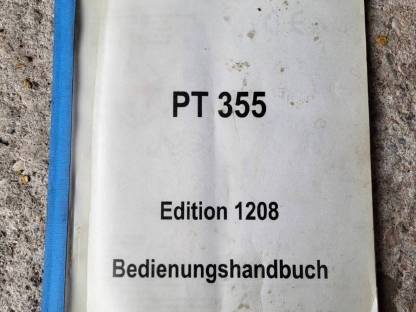 PT 355
Edition 1208
Bedienungshandbuch